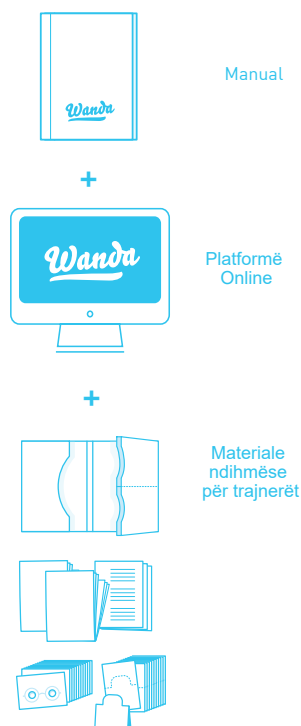 Wanda
Manual
+
Wanda
Platformë
Online
+
Materiale
ndihmëse
për trajnerët